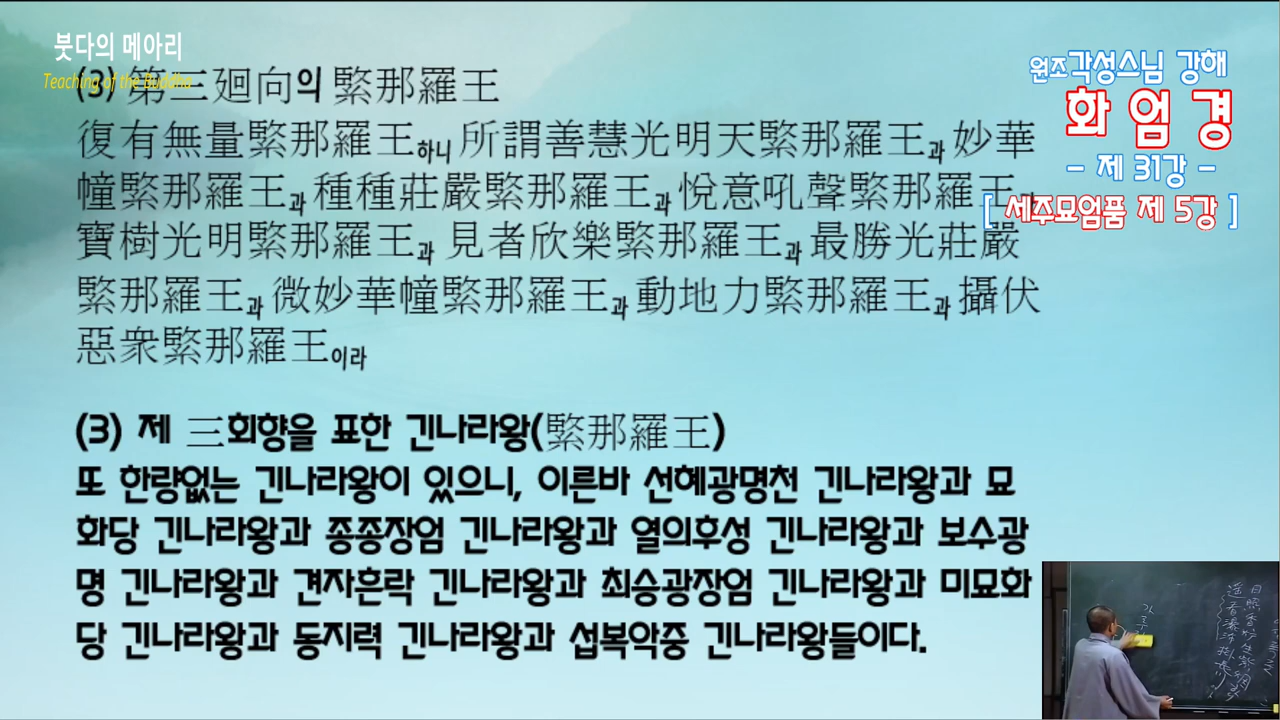 붓다의 메아리
Teaching of the Buddha
원조각성스님 강해
화 엄 경
- 제 31강 -
[ 세주묘엄품 제 5강 ]
(3) 第三廻向의 緊那羅王
復有無量緊那羅王하니 所謂善慧光明天緊那羅王과 妙華
幢緊那羅王과 種種莊嚴緊那羅王과 悅意吼聲緊那羅王
寶樹光明緊那羅王과 見者欣樂緊那羅王과 最勝光莊嚴
緊那羅王과 微妙華幢緊那羅王과 動地力緊那羅王과 攝伏
惡衆緊那羅王이라
(3) 제 三회향을 표한 긴나라왕(緊那羅王)
또 한량없는 긴나라왕이 있으니, 이른바 선혜광명천 긴나라왕과 묘
화당 긴나라왕과 종종장엄 긴나라왕과 열의후성 긴나라왕과 보수광
명 긴나라왕과 견자흔락 긴나라왕과 최승광장엄 긴나라왕과 미묘화
당 긴나라왕과 동지력 긴나라왕과 섭복악중 긴나라왕들이다.